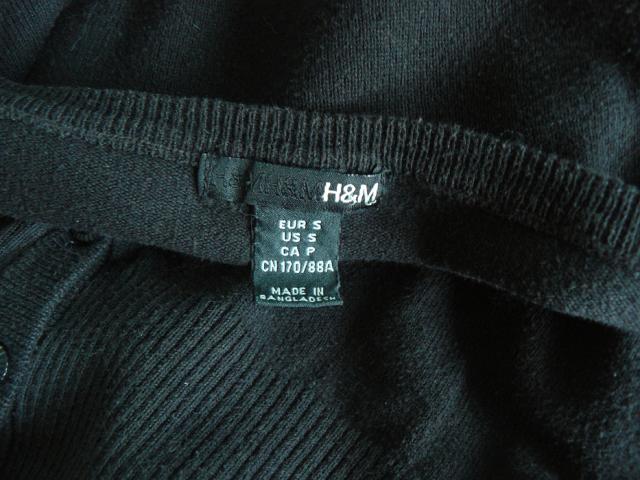 H&M H&M
EUR S
US S
CA P
CN 170/88A
MADE IN
BANGLADESH